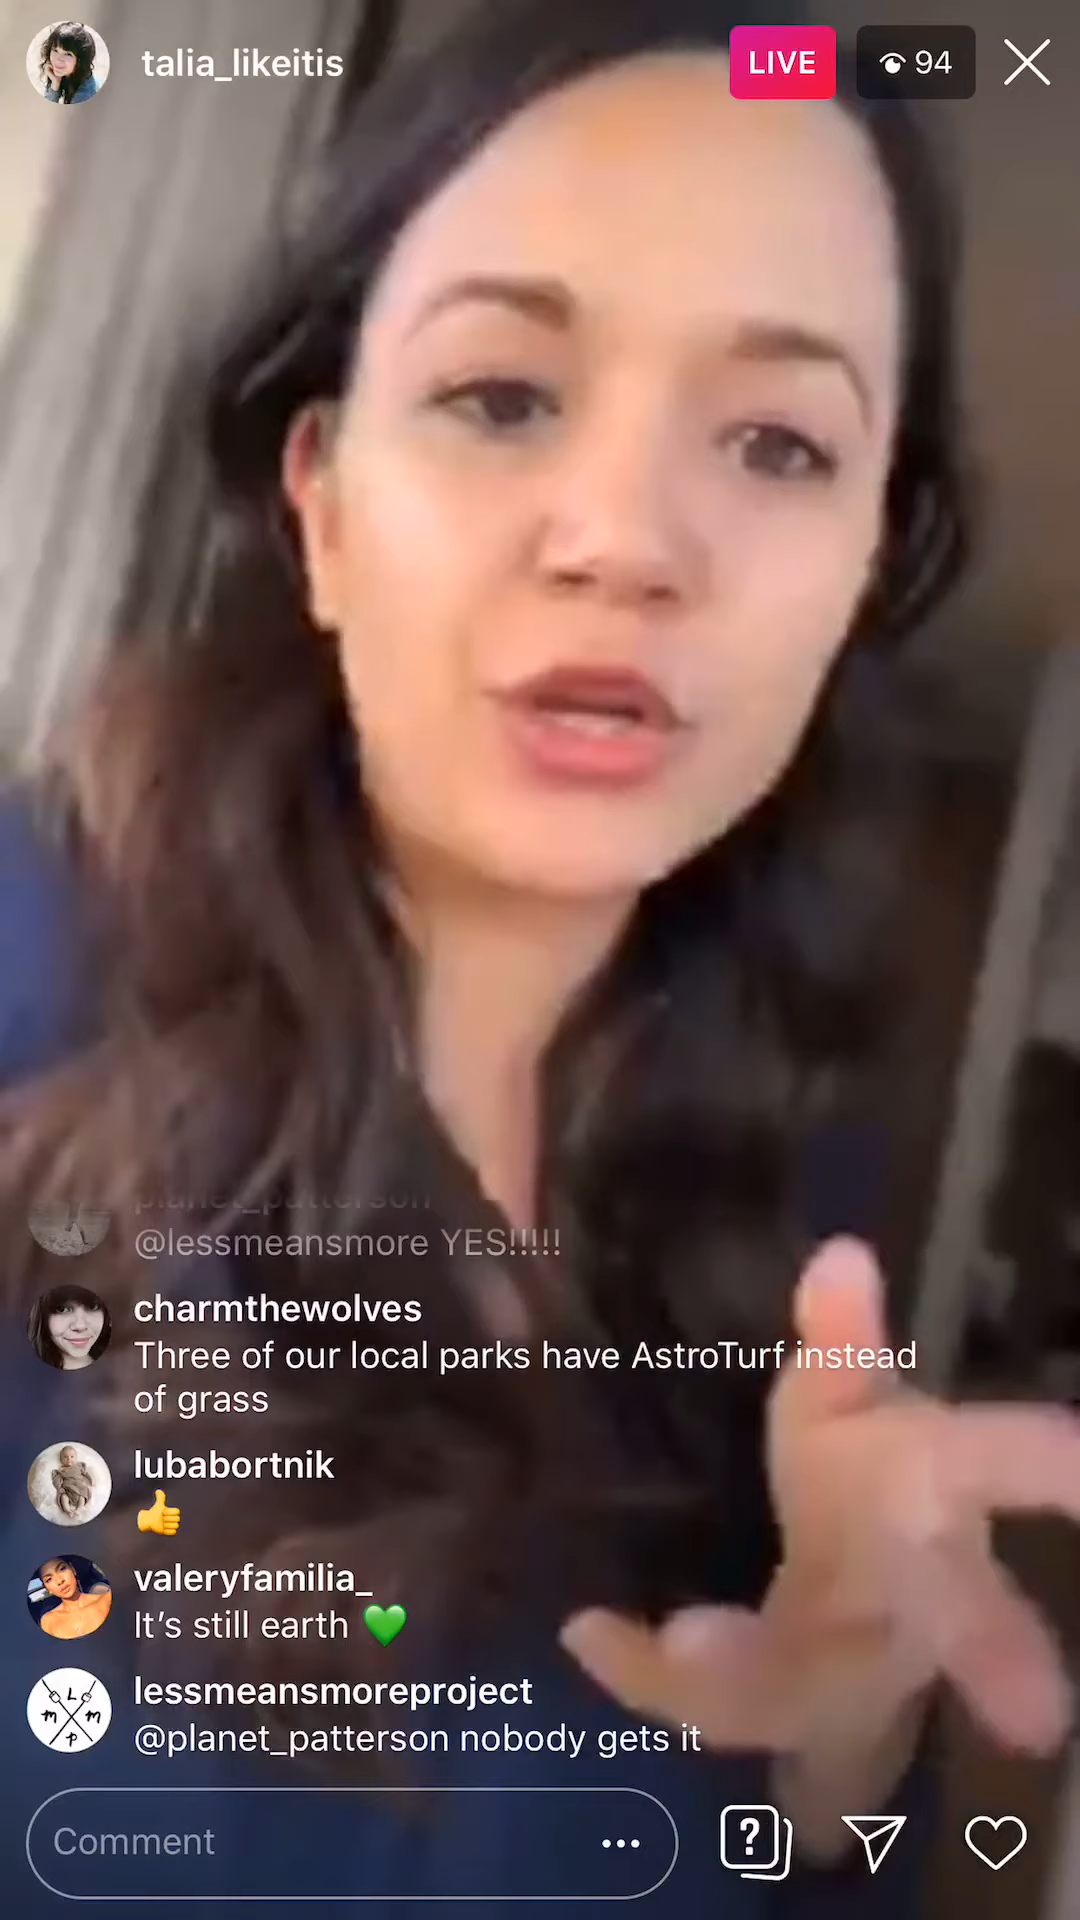 talia_likeitis
LIVE
94
planet_patterson
@lessmeansmore YES!!!!!
charmthewolves
Three of our local parks have AstroTurf instead
of grass
lubabortnik
👍
valeryfamilia_
It's still earth 💚
L
m m
P
lessmeansmoreproject
@planet_patterson nobody gets it
Comment
?